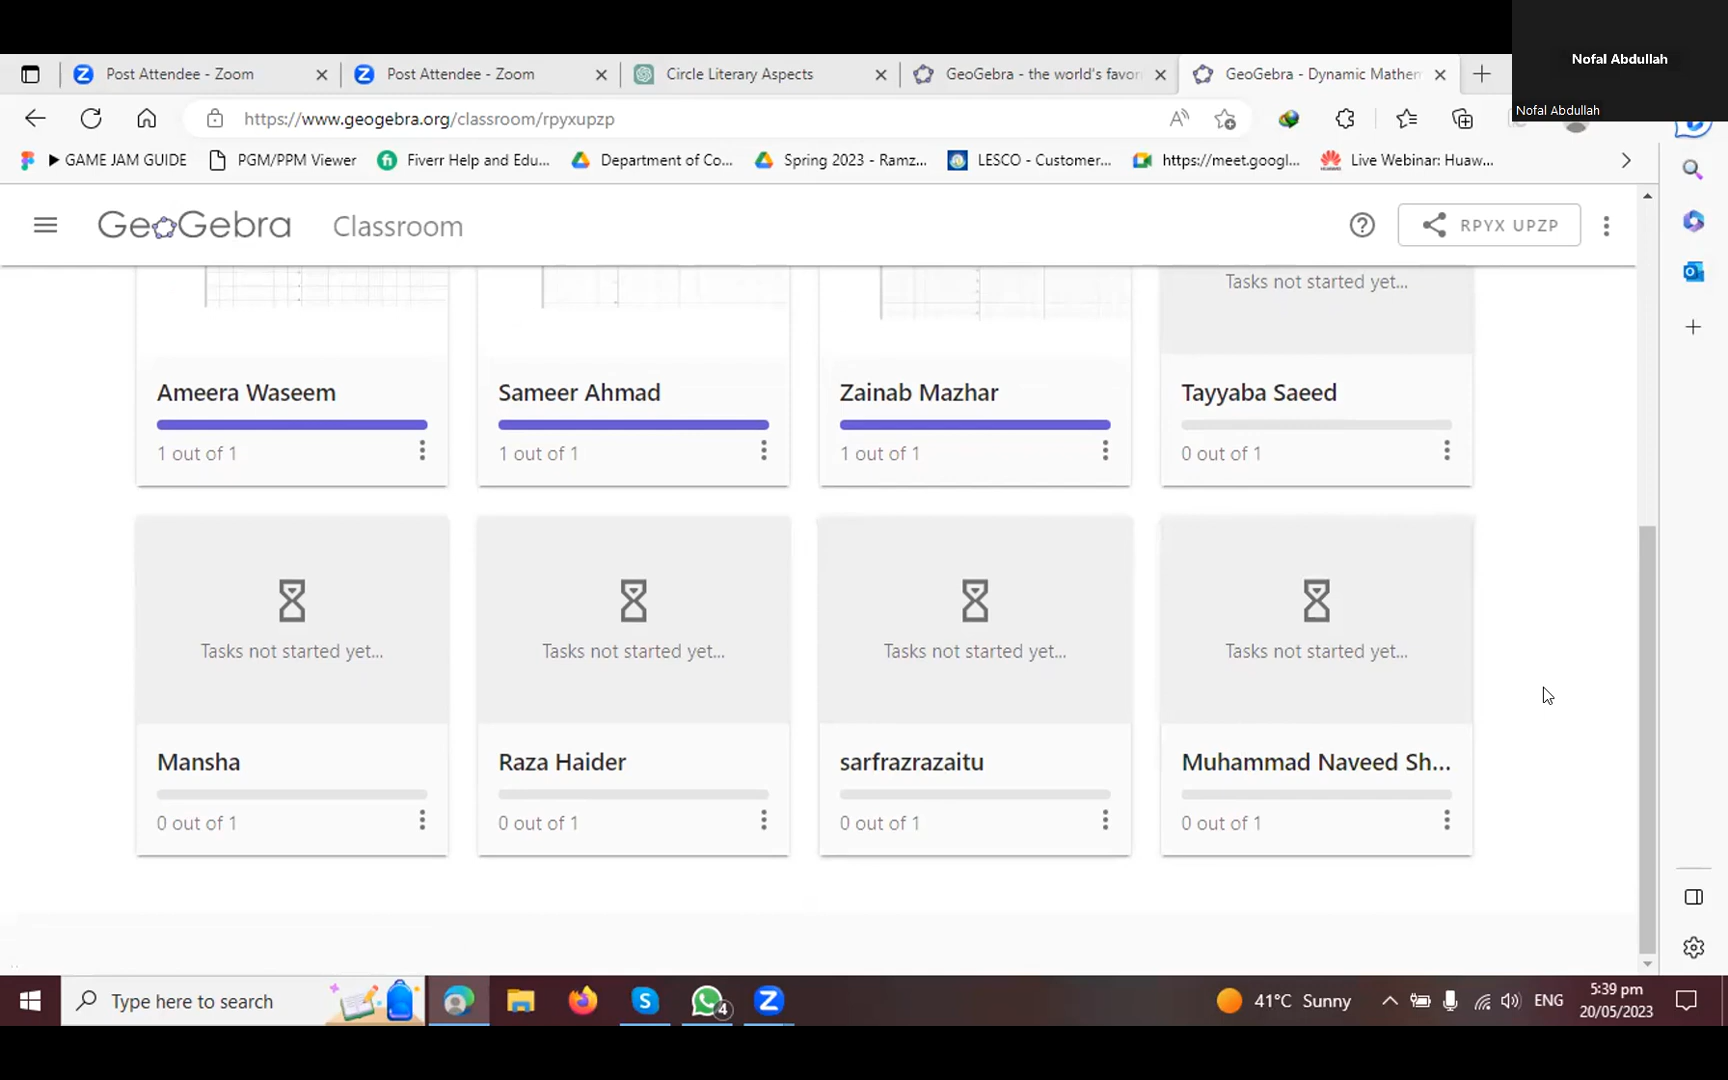 Nofal Abdullah
Nofal Abdullah
Post Attendee - Zoom
Post Attendee - Zoom
Circle Literary Aspects
GeoGebra - the world's favor
GeoGebra - Dynamic Mathem
https://www.geogebra.org/classroom/rpyxupzp
GAME JAM GUIDE
PGM/PPM Viewer
Fiverr Help and Edu...
Department of Co...
Spring 2023 - Ramz...
LESCO - Customer...
https://meet.googl...
Live Webinar: Huaw...
GeoGebra
Classroom
RPYX UPZP
Tasks not started yet...
Ameera Waseem
Sameer Ahmad
Zainab Mazhar
Tayyaba Saeed
1 out of 1
1 out of 1
1 out of 1
0 out of 1
Tasks not started yet...
Tasks not started yet...
Tasks not started yet...
Tasks not started yet...
Mansha
Raza Haider
sarfrazrazaitu
Muhammad Naveed Sh...
0 out of 1
0 out of 1
0 out of 1
0 out of 1
Type here to search
4
41°C Sunny
ENG
5:39 pm
20/05/2023